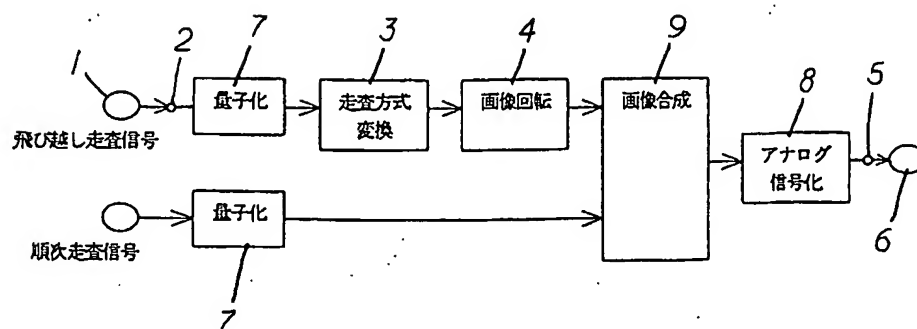 1
2
7
3
4
9
8
5
量子化
走査方式
変換
画像回転
画像合成
アナログ
信号化
飛び越し走査信号
6
量子化
順次走査信号
7